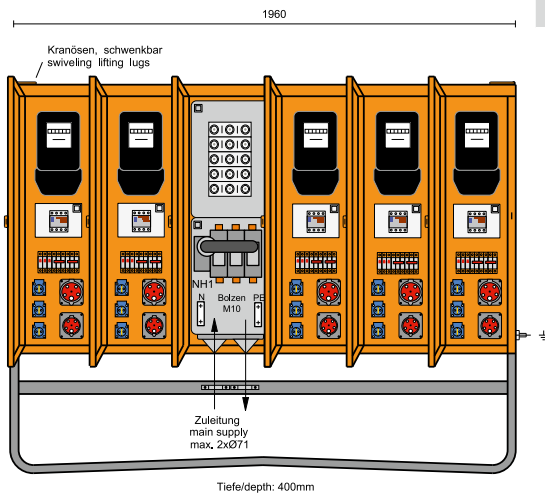 1960
Kranösen, schwenkbar
swiveling lifting lugs
NH1
N
Bolzen
M10
PE
Zuleitung
main supply
max. 2xØ71
Tiefe/depth: 400mm